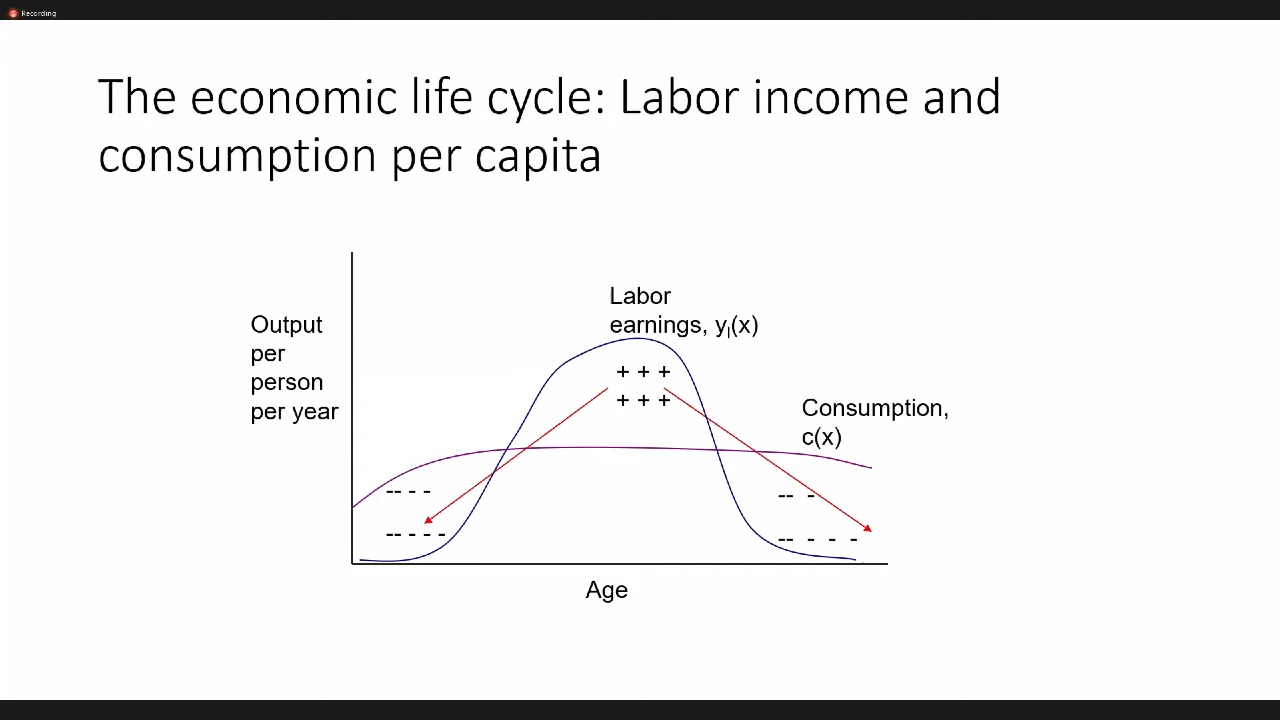 Recording
The economic life cycle: Labor income and
consumption per capita
Labor
earnings, yl(x)
Output
per
person
per year
+ + +
+ + +
Consumption,
c(x)
-- - -
-- -
-- - - -
-- - - -
Age